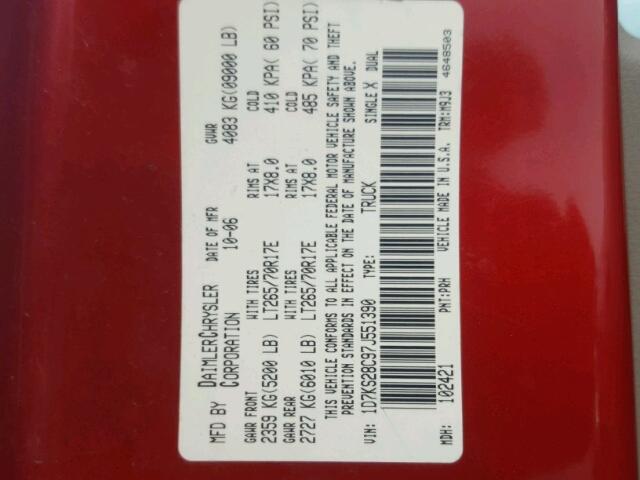 MFD BY DAIMLERCHRYSLER CORPORATION DATE OF MFR 10-06 GVWR 4083 KG(09000 LB)
GAWR FRONT WITH TIRES RIMS AT COLD
2359 KG(5200 LB) LT265/70R17E 17X8.0 410 KPA( 60 PSI)
GAWR REAR WITH TIRES RIMS AT COLD
2727 KG(6010 LB) LT265/70R17E 17X8.0 485 KPA( 70 PSI)
THIS VEHICLE CONFORMS TO ALL APPLICABLE FEDERAL MOTOR VEHICLE SAFETY AND THEFT
PREVENTION STANDARDS IN EFFECT ON THE DATE OF MANUFACTURE SHOWN ABOVE.
VIN: 1D7KS28C97J551390 TYPE: TRUCK SINGLE X DUAL
MDH: 102421 PNT:PRH VEHICLE MADE IN U.S.A. TRM:M9J3 4648503